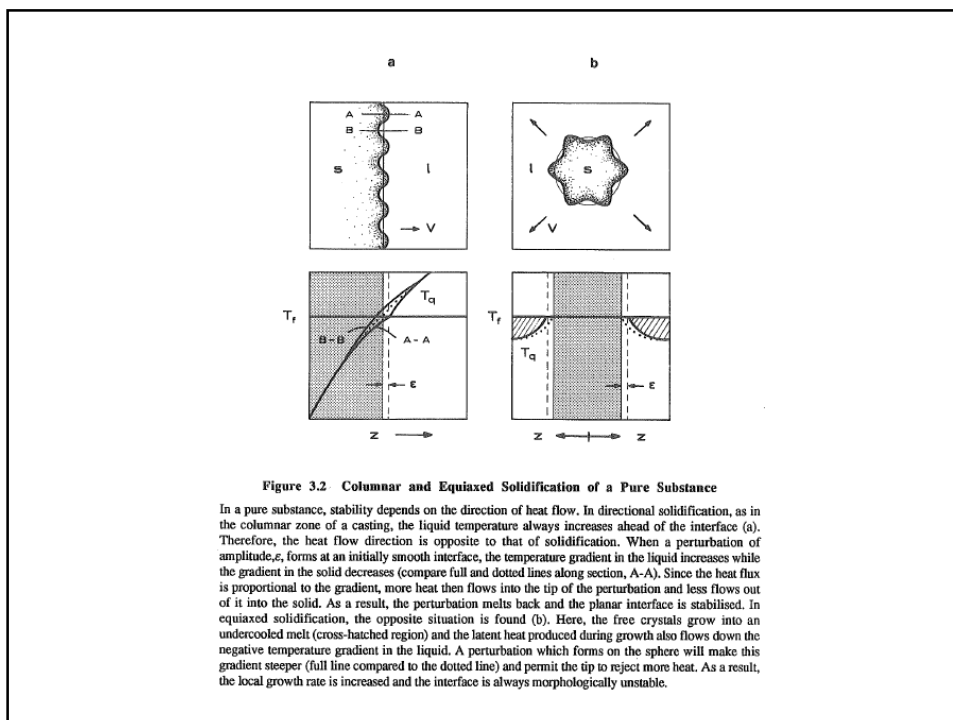 a b
A A
B B
s l
V
l s
V
T_f
T_q
B-B A-A
ε
z
T_f
T_q
ε
z z
Figure 3.2 Columnar and Equiaxed Solidification of a Pure Substance
In a pure substance, stability depends on the direction of heat flow. In directional solidification, as in
the columnar zone of a casting, the liquid temperature always increases ahead of the interface (a).
Therefore, the heat flow direction is opposite to that of solidification. When a perturbation of
amplitude,ε, forms at an initially smooth interface, the temperature gradient in the liquid increases while
the gradient in the solid decreases (compare full and dotted lines along section, A-A). Since the heat flux
is proportional to the gradient, more heat then flows into the tip of the perturbation and less flows out
of it into the solid. As a result, the perturbation melts back and the planar interface is stabilised. In
equiaxed solidification, the opposite situation is found (b). Here, the free crystals grow into an
undercooled melt (cross-hatched region) and the latent heat produced during growth also flows down the
negative temperature gradient in the liquid. A perturbation which forms on the sphere will make this
gradient steeper (full line compared to the dotted line) and permit the tip to reject more heat. As a result,
the local growth rate is increased and the interface is always morphologically unstable.